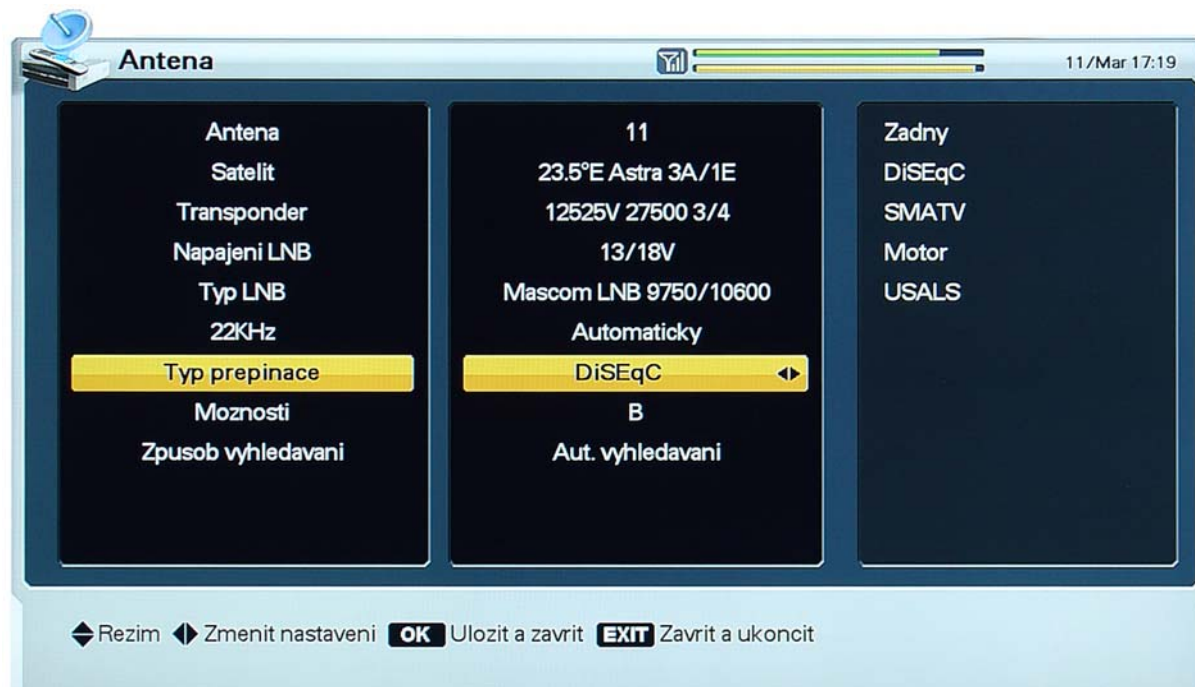 Antena
11/Mar 17:19
Antena 11
Satelit 23.5°E Astra 3A/1E
Transponder 12525V 27500 3/4
Napajeni LNB 13/18V
Typ LNB Mascom LNB 9750/10600
22KHz Automaticky
Typ prepinace DiSEqC
Moznosti B
Zpusob vyhledavani Aut. vyhledavani
Zadny
DiSEqC
SMATV
Motor
USALS
Rezim Zmenit nastaveni OK Ulozit a zavrit EXIT Zavrit a ukoncit